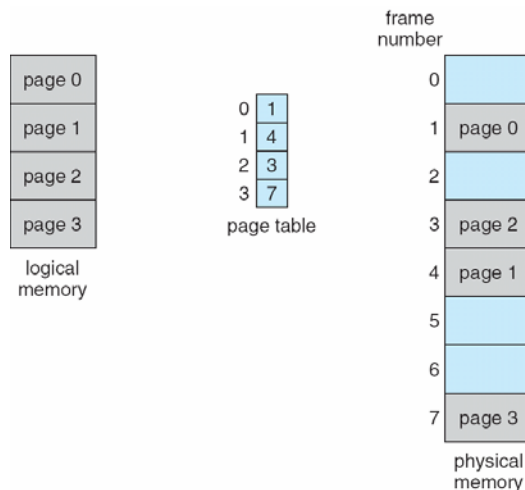 page 0
page 1
page 2
page 3
logical
memory
0 1
1 4
2 3
3 7
page table
frame
number
0
1 page 0
2
3 page 2
4 page 1
5
6
7 page 3
physical
memory